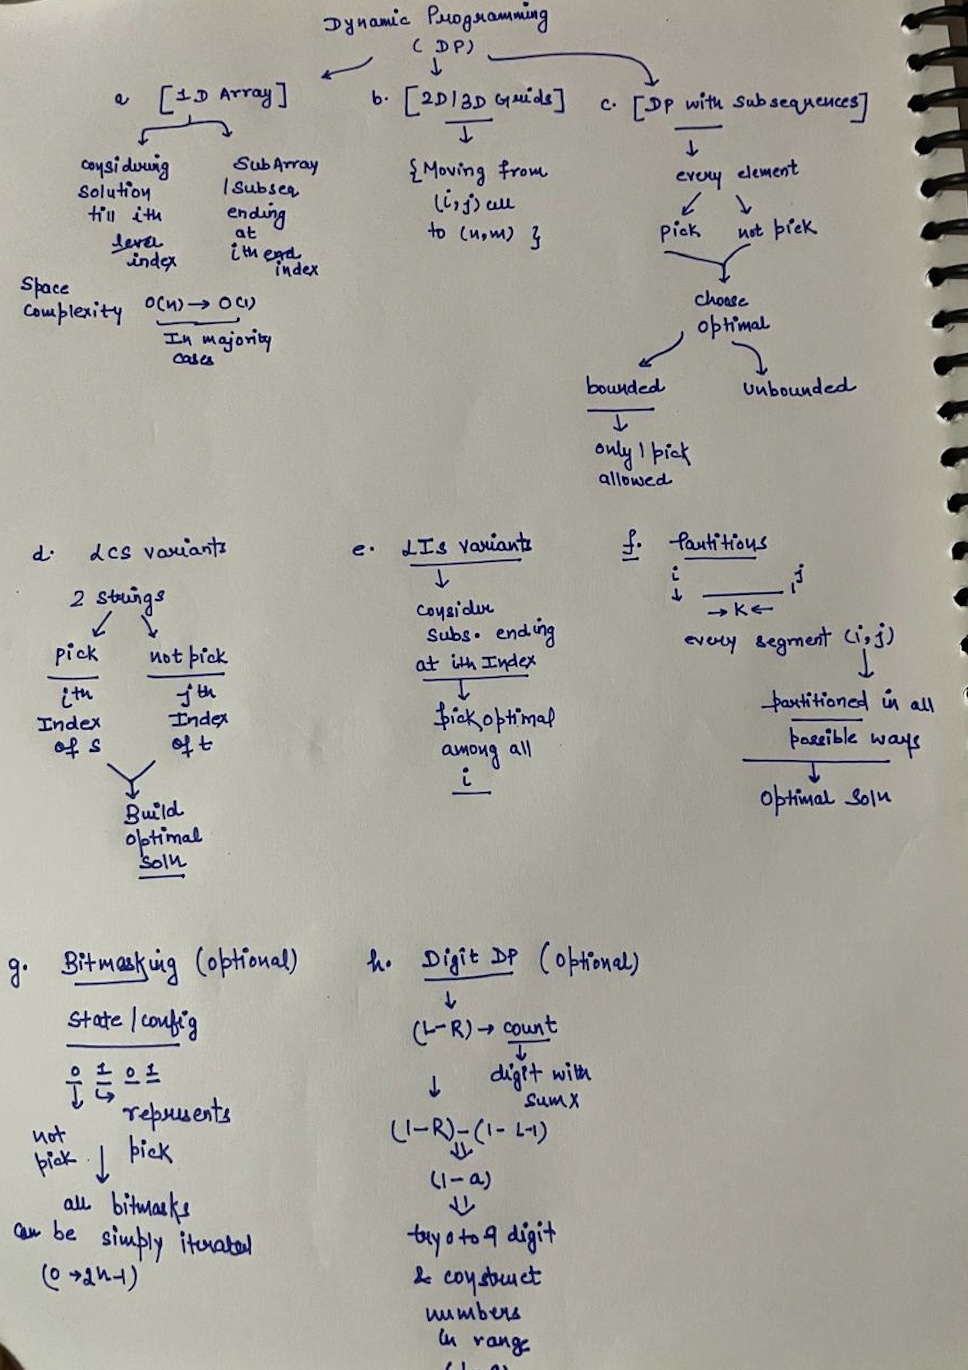 Dynamic Programming
(DP)
a [1D Array]
considering
solution
till ith
level
index
SubArray
/Subseq
ending
at
ith end
index
Space
Complexity O(n) → O(1)
In majority
cases
b. [2D/3D Grids]
{Moving from
(i,j) cell
to (n,m) }
c. [DP with subsequences]
every element
pick not pick
choose
optimal
bounded unbounded
only 1 pick
allowed
d. LCS variants
2 strings
pick not pick
ith jth
Index Index
of s of t
Build
optimal
soln
e. LIS variants
consider
subs. ending
at ith Index
pick optimal
among all
i
f. Partitions
i j
→ K ←
every segment (i,j)
partitioned in all
possible ways
Optimal Soln
g. Bitmasking (optional)
State / config
0 1 0 1
represents
not
pick pick
all bitmasks
can be simply iterated
(0 → 2n-1)
h. Digit DP (optional)
(L-R) → count
digit with
sum x
(1-R)-(1- L-1)
(1-a)
try 0 to 9 digit
& construct
numbers
in range